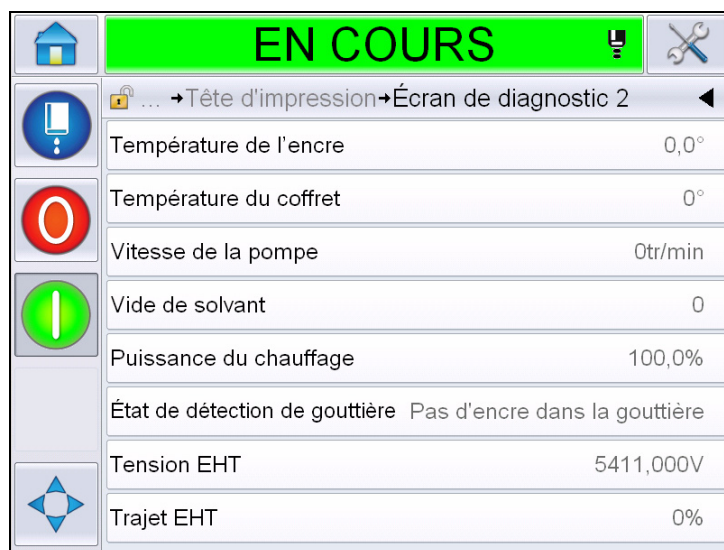 EN COURS
... →Tête d'impression→Écran de diagnostic 2
Température de l’encre 0,0°
Température du coffret 0°
Vitesse de la pompe 0tr/min
Vide de solvant 0
Puissance du chauffage 100,0%
État de détection de gouttière Pas d'encre dans la gouttière
Tension EHT 5411,000V
Trajet EHT 0%